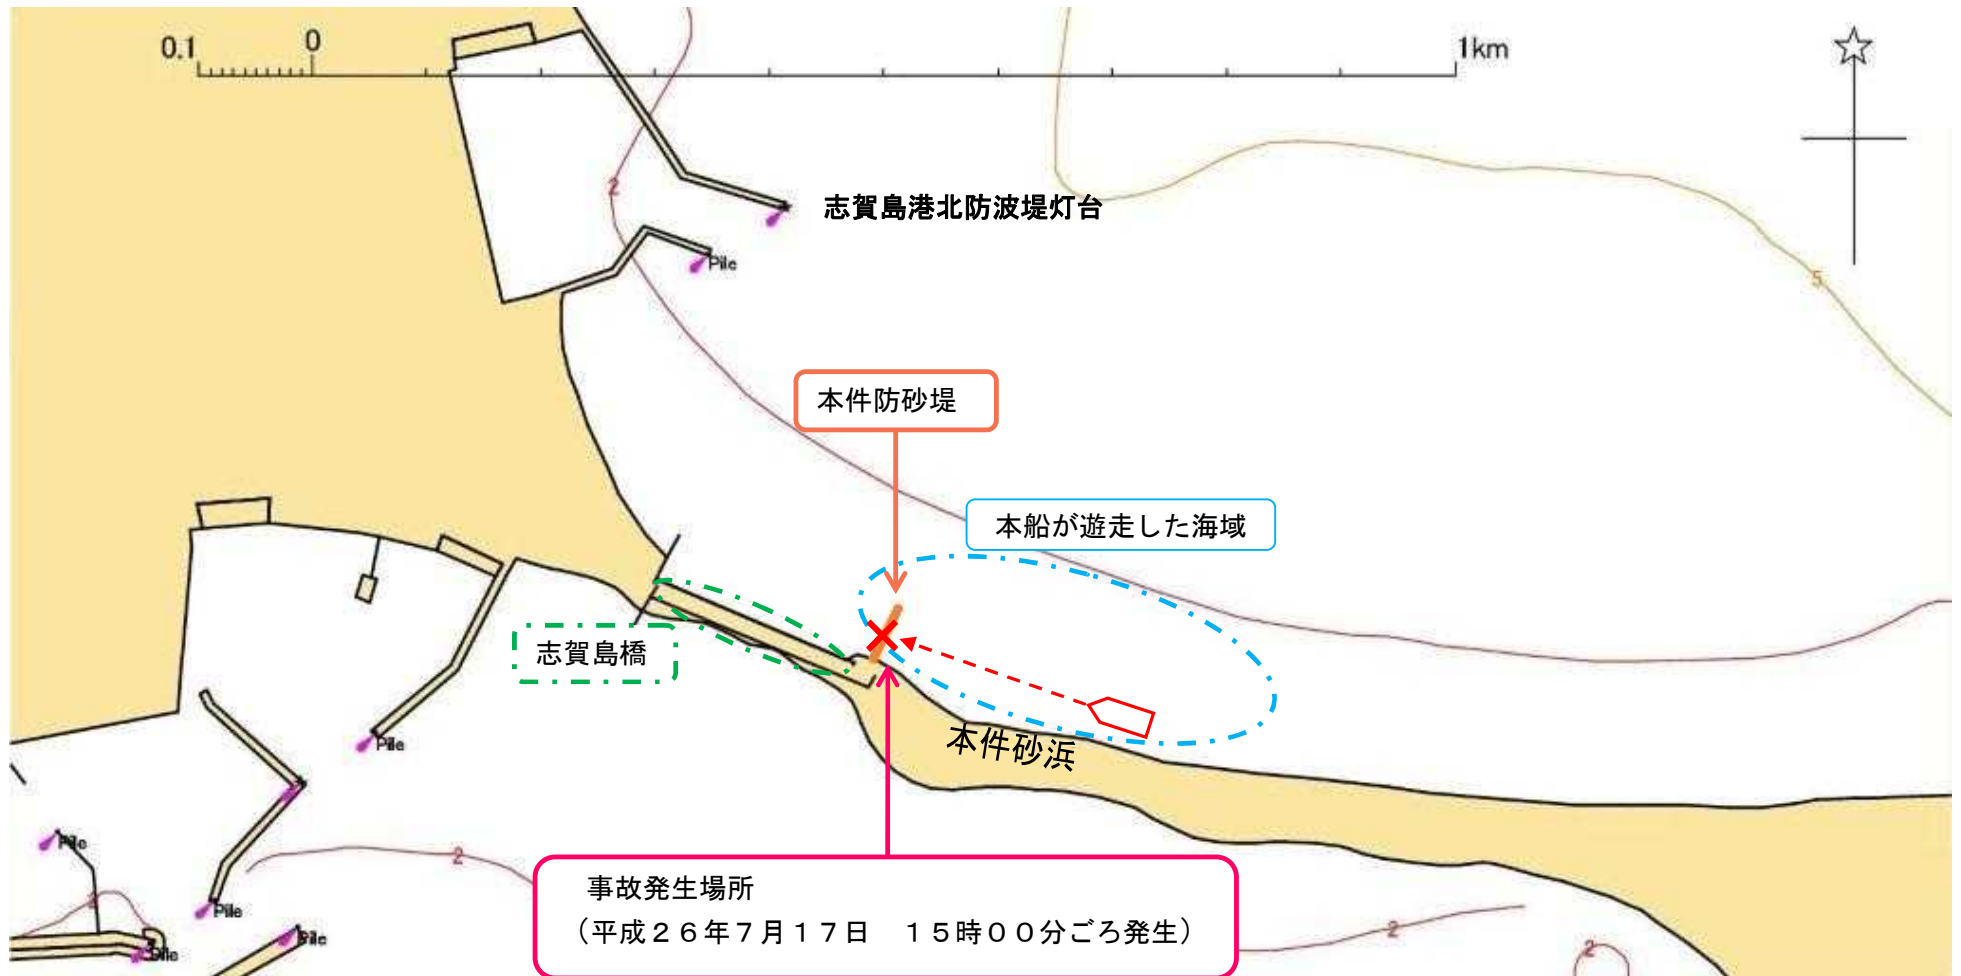 0.1 0 1km
志賀島港北防波堤灯台
2
Pile
5
本件防砂堤
本船が遊走した海域
志賀島橋
本件砂浜
Pile
Pile
2
2
Pile
Pile
Pile
事故発生場所
（平成２６年７月１７日　１５時００分ごろ発生）
2
2